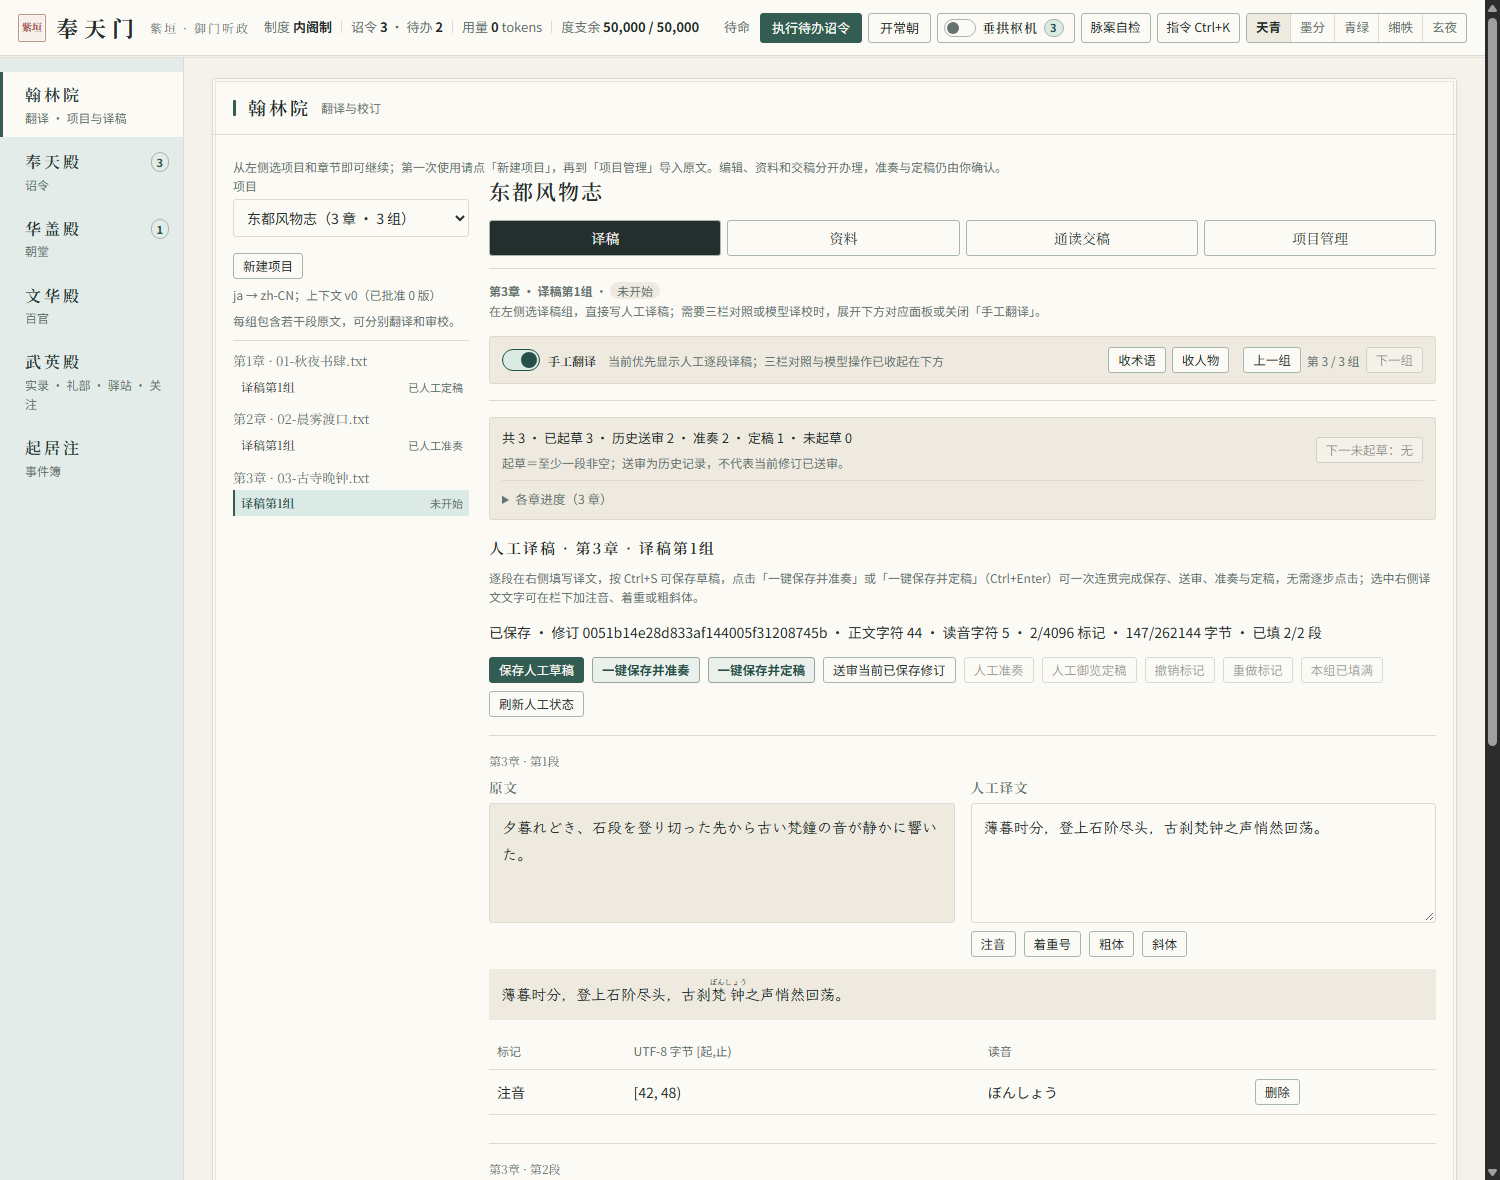 紫垣 奉天门 紫垣 · 御门听政 制度 内阁制 诏令 3 · 待办 2 用量 0 tokens 度支余 50,000 / 50,000 待命 执行待办诏令 开常朝 垂拱枢机 3 脉案自检 指令 Ctrl+K 天青 墨分 青绿 缃帙 玄夜
翰林院
翻译 · 项目与译稿
奉天殿 3
诏令
华盖殿 1
朝堂
文华殿
百官
武英殿
实录 · 礼部 · 驿站 · 关
注
起居注
事件簿
翰林院 翻译与校订
从左侧选项目和章节即可继续；第一次使用请点「新建项目」，再到「项目管理」导入原文。编辑、资料和交稿分开办理，准奏与定稿仍由你确认。
项目
东都风物志（3 章 · 3 组）
新建项目
ja → zh-CN；上下文 v0（已批准 0 版）
每组包含若干段原文，可分别翻译和审校。
第1章 · 01-秋夜书肆.txt
译稿第1组 已人工定稿
第2章 · 02-晨雾渡口.txt
译稿第1组 已人工准奏
第3章 · 03-古寺晚钟.txt
译稿第1组 未开始
东都风物志
译稿 资料 通读交稿 项目管理
第3章 · 译稿第1组 · 未开始
在左侧选译稿组，直接写人工译稿；需要三栏对照或模型译校时，展开下方对应面板或关闭「手工翻译」。
手工翻译 当前优先显示人工逐段译稿；三栏对照与模型操作已收起在下方 收术语 收人物 上一组 第 3 / 3 组 下一组
共 3 · 已起草 3 · 历史送审 2 · 准奏 2 · 定稿 1 · 未起草 0
起草＝至少一段非空；送审为历史记录，不代表当前修订已送审。
下一未起草：无
▶ 各章进度（3 章）
人工译稿 · 第3章 · 译稿第1组
逐段在右侧填写译文，按 Ctrl+S 可保存草稿，点击「一键保存并准奏」或「一键保存并定稿」（Ctrl+Enter）可一次连贯完成保存、送审、准奏与定稿，无需逐步点击；选中右侧译
文文字可在栏下加注音、着重或粗斜体。
已保存 · 修订 0051b14e28d833af144005f31208745b · 正文字符 44 · 读音字符 5 · 2/4096 标记 · 147/262144 字节 · 已填 2/2 段
保存人工草稿 一键保存并准奏 一键保存并定稿 送审当前已保存修订 人工准奏 人工御览定稿 撤销标记 重做标记 本组已填满
刷新人工状态
第3章 · 第1段
原文 人工译文
夕暮れどき、石段を登り切った先から古い梵鐘の音が静かに響い
た。
薄暮时分，登上石阶尽头，古刹梵钟之声悄然回荡。
注音 着重号 粗体 斜体
ぼんしょう
薄暮时分，登上石阶尽头，古刹梵钟之声悄然回荡。
标记 UTF-8 字节 [起,止) 读音
注音 [42, 48) ぼんしょう 删除
第3章 · 第2段